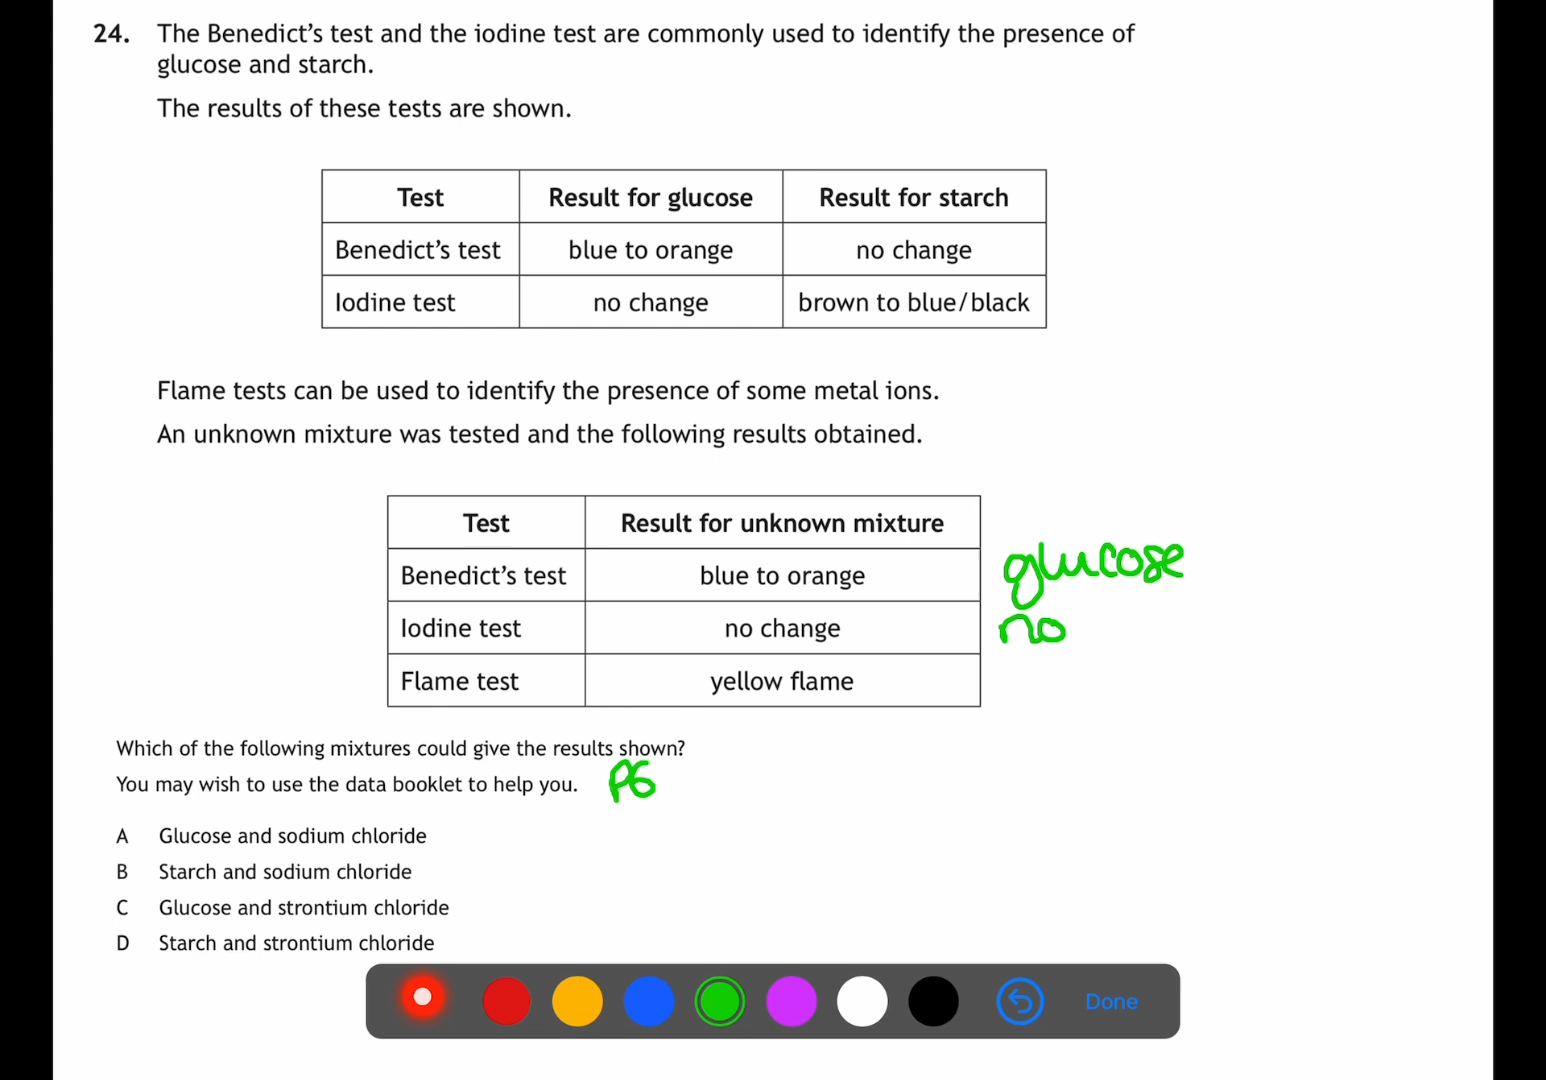 24. The Benedict's test and the iodine test are commonly used to identify the presence of
glucose and starch.
The results of these tests are shown.
Test Result for glucose Result for starch
Benedict's test blue to orange no change
Iodine test no change brown to blue/black
Flame tests can be used to identify the presence of some metal ions.
An unknown mixture was tested and the following results obtained.
Test Result for unknown mixture
Benedict's test blue to orange glucose
Iodine test no change no
Flame test yellow flame
Which of the following mixtures could give the results shown?
You may wish to use the data booklet to help you. P6
A Glucose and sodium chloride
B Starch and sodium chloride
C Glucose and strontium chloride
D Starch and strontium chloride
Done